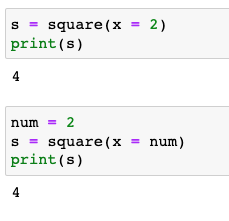 s = square(x = 2)
print(s)
4
num = 2
s = square(x = num)
print(s)
4